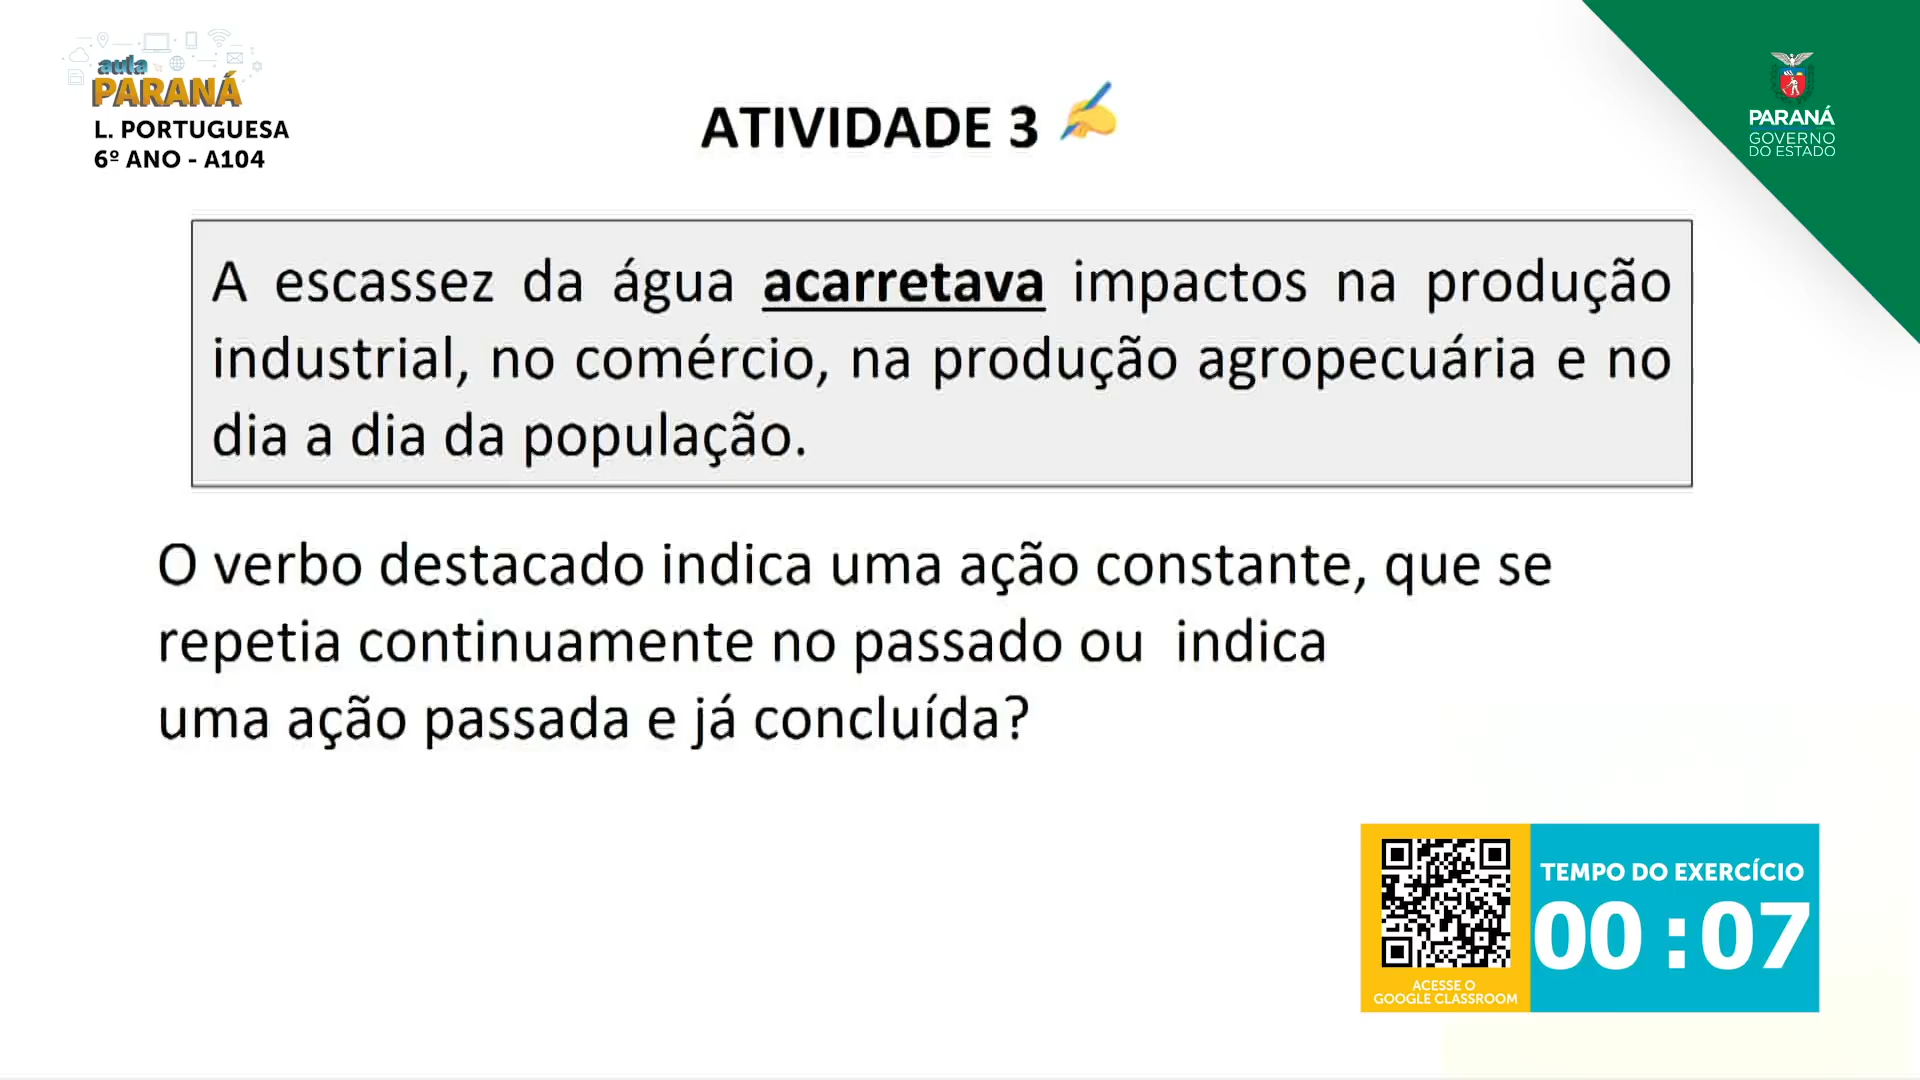 aula
PARANÁ
L. PORTUGUESA
6º ANO - A104
ATIVIDADE 3
PARANÁ
GOVERNO
DO ESTADO
A escassez da água acarretava impactos na produção
industrial, no comércio, na produção agropecuária e no
dia a dia da população.
O verbo destacado indica uma ação constante, que se
repetia continuamente no passado ou indica
uma ação passada e já concluída?
TEMPO DO EXERCÍCIO
00:07
ACESSE O
GOOGLE CLASSROOM